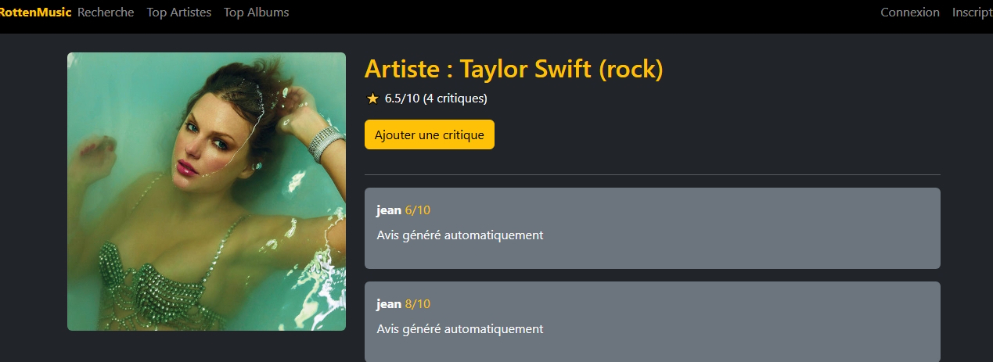 RottenMusic Recherche Top Artistes Top Albums Connexion Inscript
Artiste : Taylor Swift (rock)
★ 6.5/10 (4 critiques)
Ajouter une critique
jean 6/10
Avis généré automatiquement
jean 8/10
Avis généré automatiquement